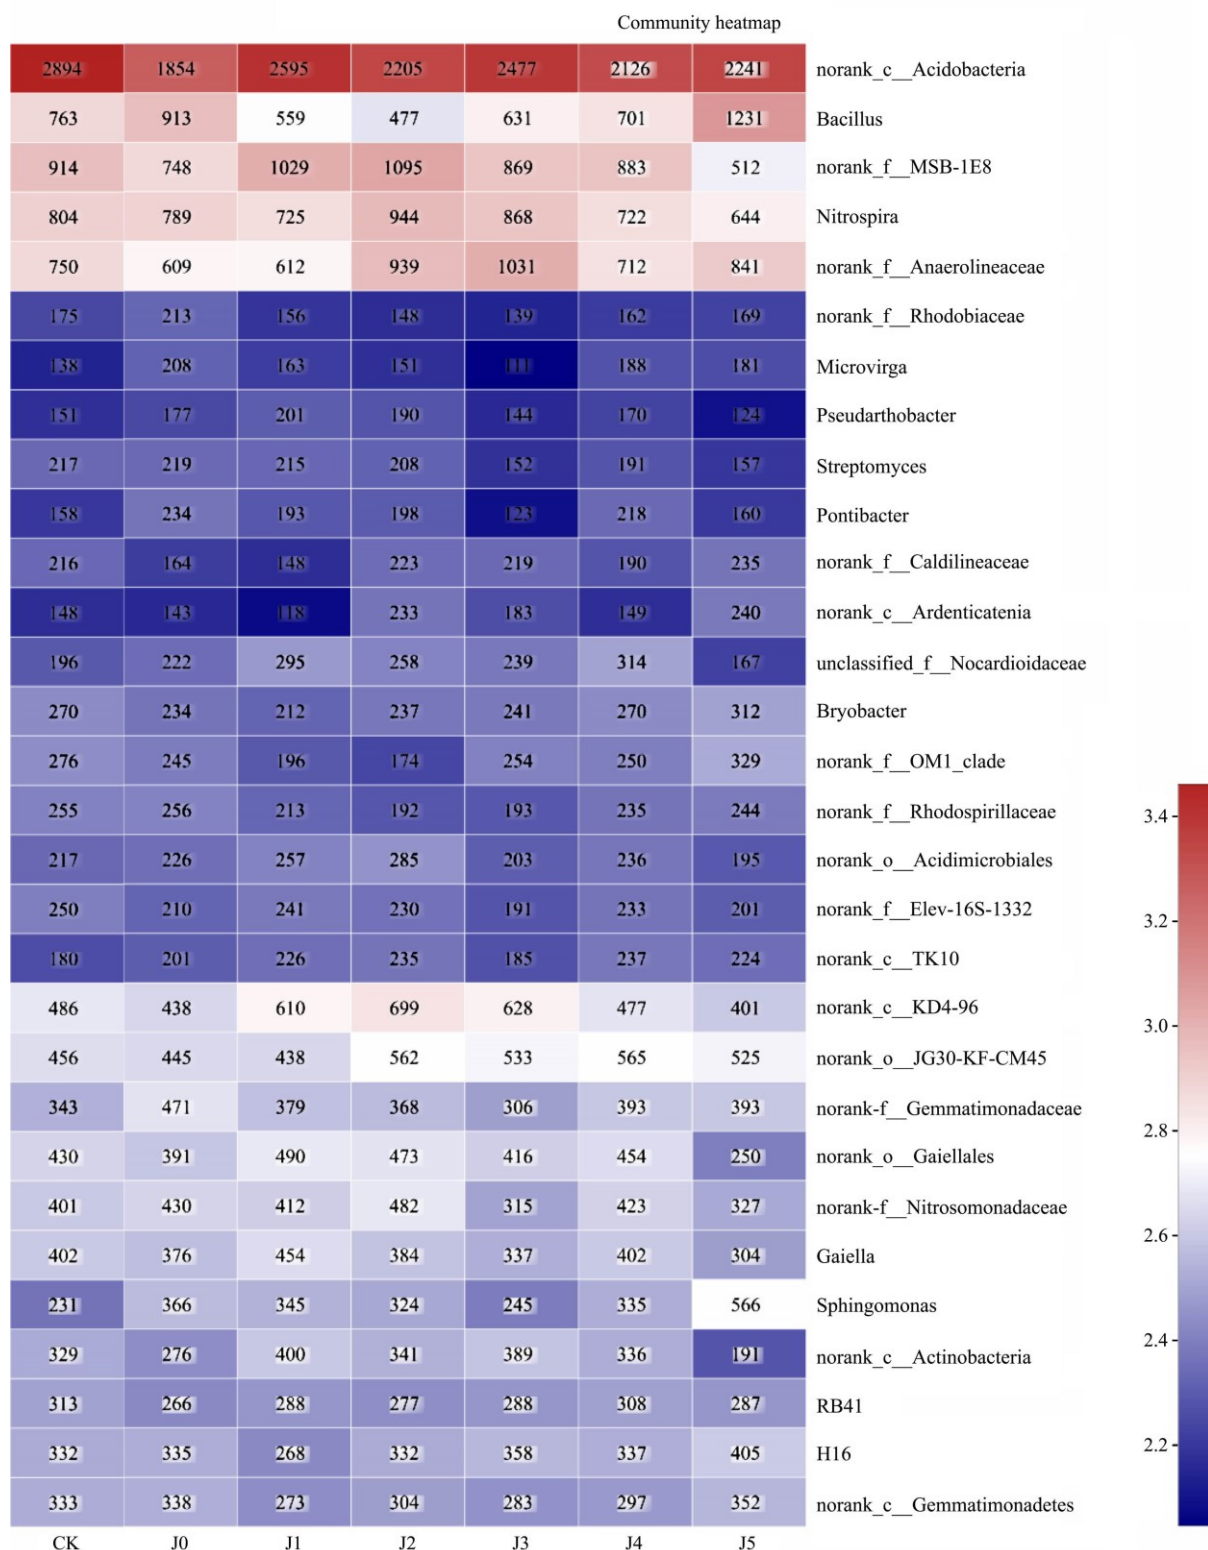 Community heatmap
2894 1854 2595 2205 2477 2126 2241 norank_c__Acidobacteria
763 913 559 477 631 701 1231 Bacillus
914 748 1029 1095 869 883 512 norank_f__MSB-1E8
804 789 725 944 868 722 644 Nitrospira
750 609 612 939 1031 712 841 norank_f__Anaerolineaceae
175 213 156 148 139 162 169 norank_f__Rhodobiaceae
138 208 163 151 111 188 181 Microvirga
151 177 201 190 144 170 124 Pseudarthobacter
217 219 215 208 152 191 157 Streptomyces
158 234 193 198 123 218 160 Pontibacter
216 164 148 223 219 190 235 norank_f__Caldilineaceae
148 143 118 233 183 149 240 norank_c__Ardenticatenia
196 222 295 258 239 314 167 unclassified_f__Nocardioidaceae
270 234 212 237 241 270 312 Bryobacter
276 245 196 174 254 250 329 norank_f__OM1_clade
255 256 213 192 193 235 244 norank_f__Rhodospirillaceae
217 226 257 285 203 236 195 norank_o__Acidimicrobiales
250 210 241 230 191 233 201 norank_f__Elev-16S-1332
180 201 226 235 185 237 224 norank_c__TK10
486 438 610 699 628 477 401 norank_c__KD4-96
456 445 438 562 533 565 525 norank_o__JG30-KF-CM45
343 471 379 368 306 393 393 norank-f__Gemmatimonadaceae
430 391 490 473 416 454 250 norank_o__Gaiellales
401 430 412 482 315 423 327 norank-f__Nitrosomonadaceae
402 376 454 384 337 402 304 Gaiella
231 366 345 324 245 335 566 Sphingomonas
329 276 400 341 389 336 191 norank_c__Actinobacteria
313 266 288 277 288 308 287 RB41
332 335 268 332 358 337 405 H16
333 338 273 304 283 297 352 norank_c__Gemmatimonadetes
CK J0 J1 J2 J3 J4 J5
3.4
3.2
3.0
2.8
2.6
2.4
2.2